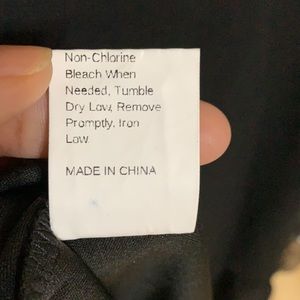 Non-Chlorine
Bleach When
Needed, Tumble
Dry Low, Remove
Promptly, Iron
Low.
MADE IN CHINA